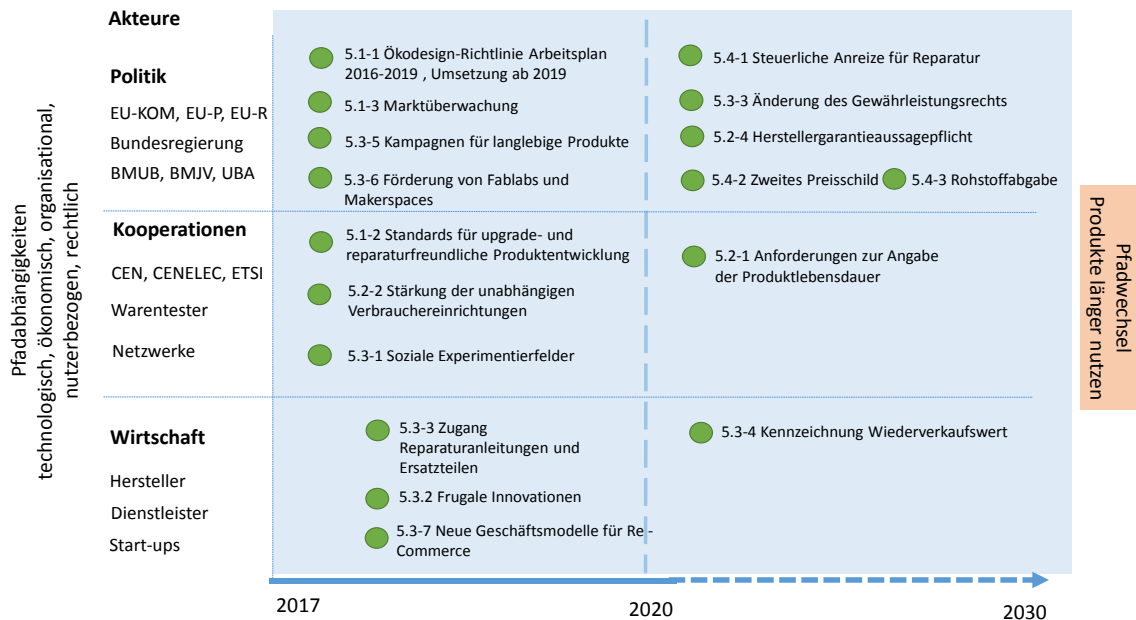 Akteure
Politik
EU-KOM, EU-P, EU-R
Bundesregierung
BMUB, BMJV, UBA
5.1-1 Ökodesign-Richtlinie Arbeitsplan
2016-2019 , Umsetzung ab 2019
5.1-3 Marktüberwachung
5.3-5 Kampagnen für langlebige Produkte
5.3-6 Förderung von Fablabs und
Makerspaces
5.4-1 Steuerliche Anreize für Reparatur
5.3-3 Änderung des Gewährleistungsrechts
5.2-4 Herstellergarantieaussagepflicht
5.4-2 Zweites Preisschild
5.4-3 Rohstoffabgabe
Kooperationen
CEN, CENELEC, ETSI
Warentester
Netzwerke
5.1-2 Standards für upgrade- und
reparaturfreundliche Produktentwicklung
5.2-2 Stärkung der unabhängigen
Verbrauchereinrichtungen
5.3-1 Soziale Experimentierfelder
5.2-1 Anforderungen zur Angabe
der Produktlebensdauer
Wirtschaft
Hersteller
Dienstleister
Start-ups
5.3-3 Zugang
Reparaturanleitungen und
Ersatzteilen
5.3.2 Frugale Innovationen
5.3-7 Neue Geschäftsmodelle für Re -
Commerce
5.3-4 Kennzeichnung Wiederverkaufswert
Pfadabhängigkeiten
technologisch, ökonomisch, organisational,
nutzerbezogen, rechtlich
Pfadwechsel
Produkte länger nutzen
2017
2020
2030